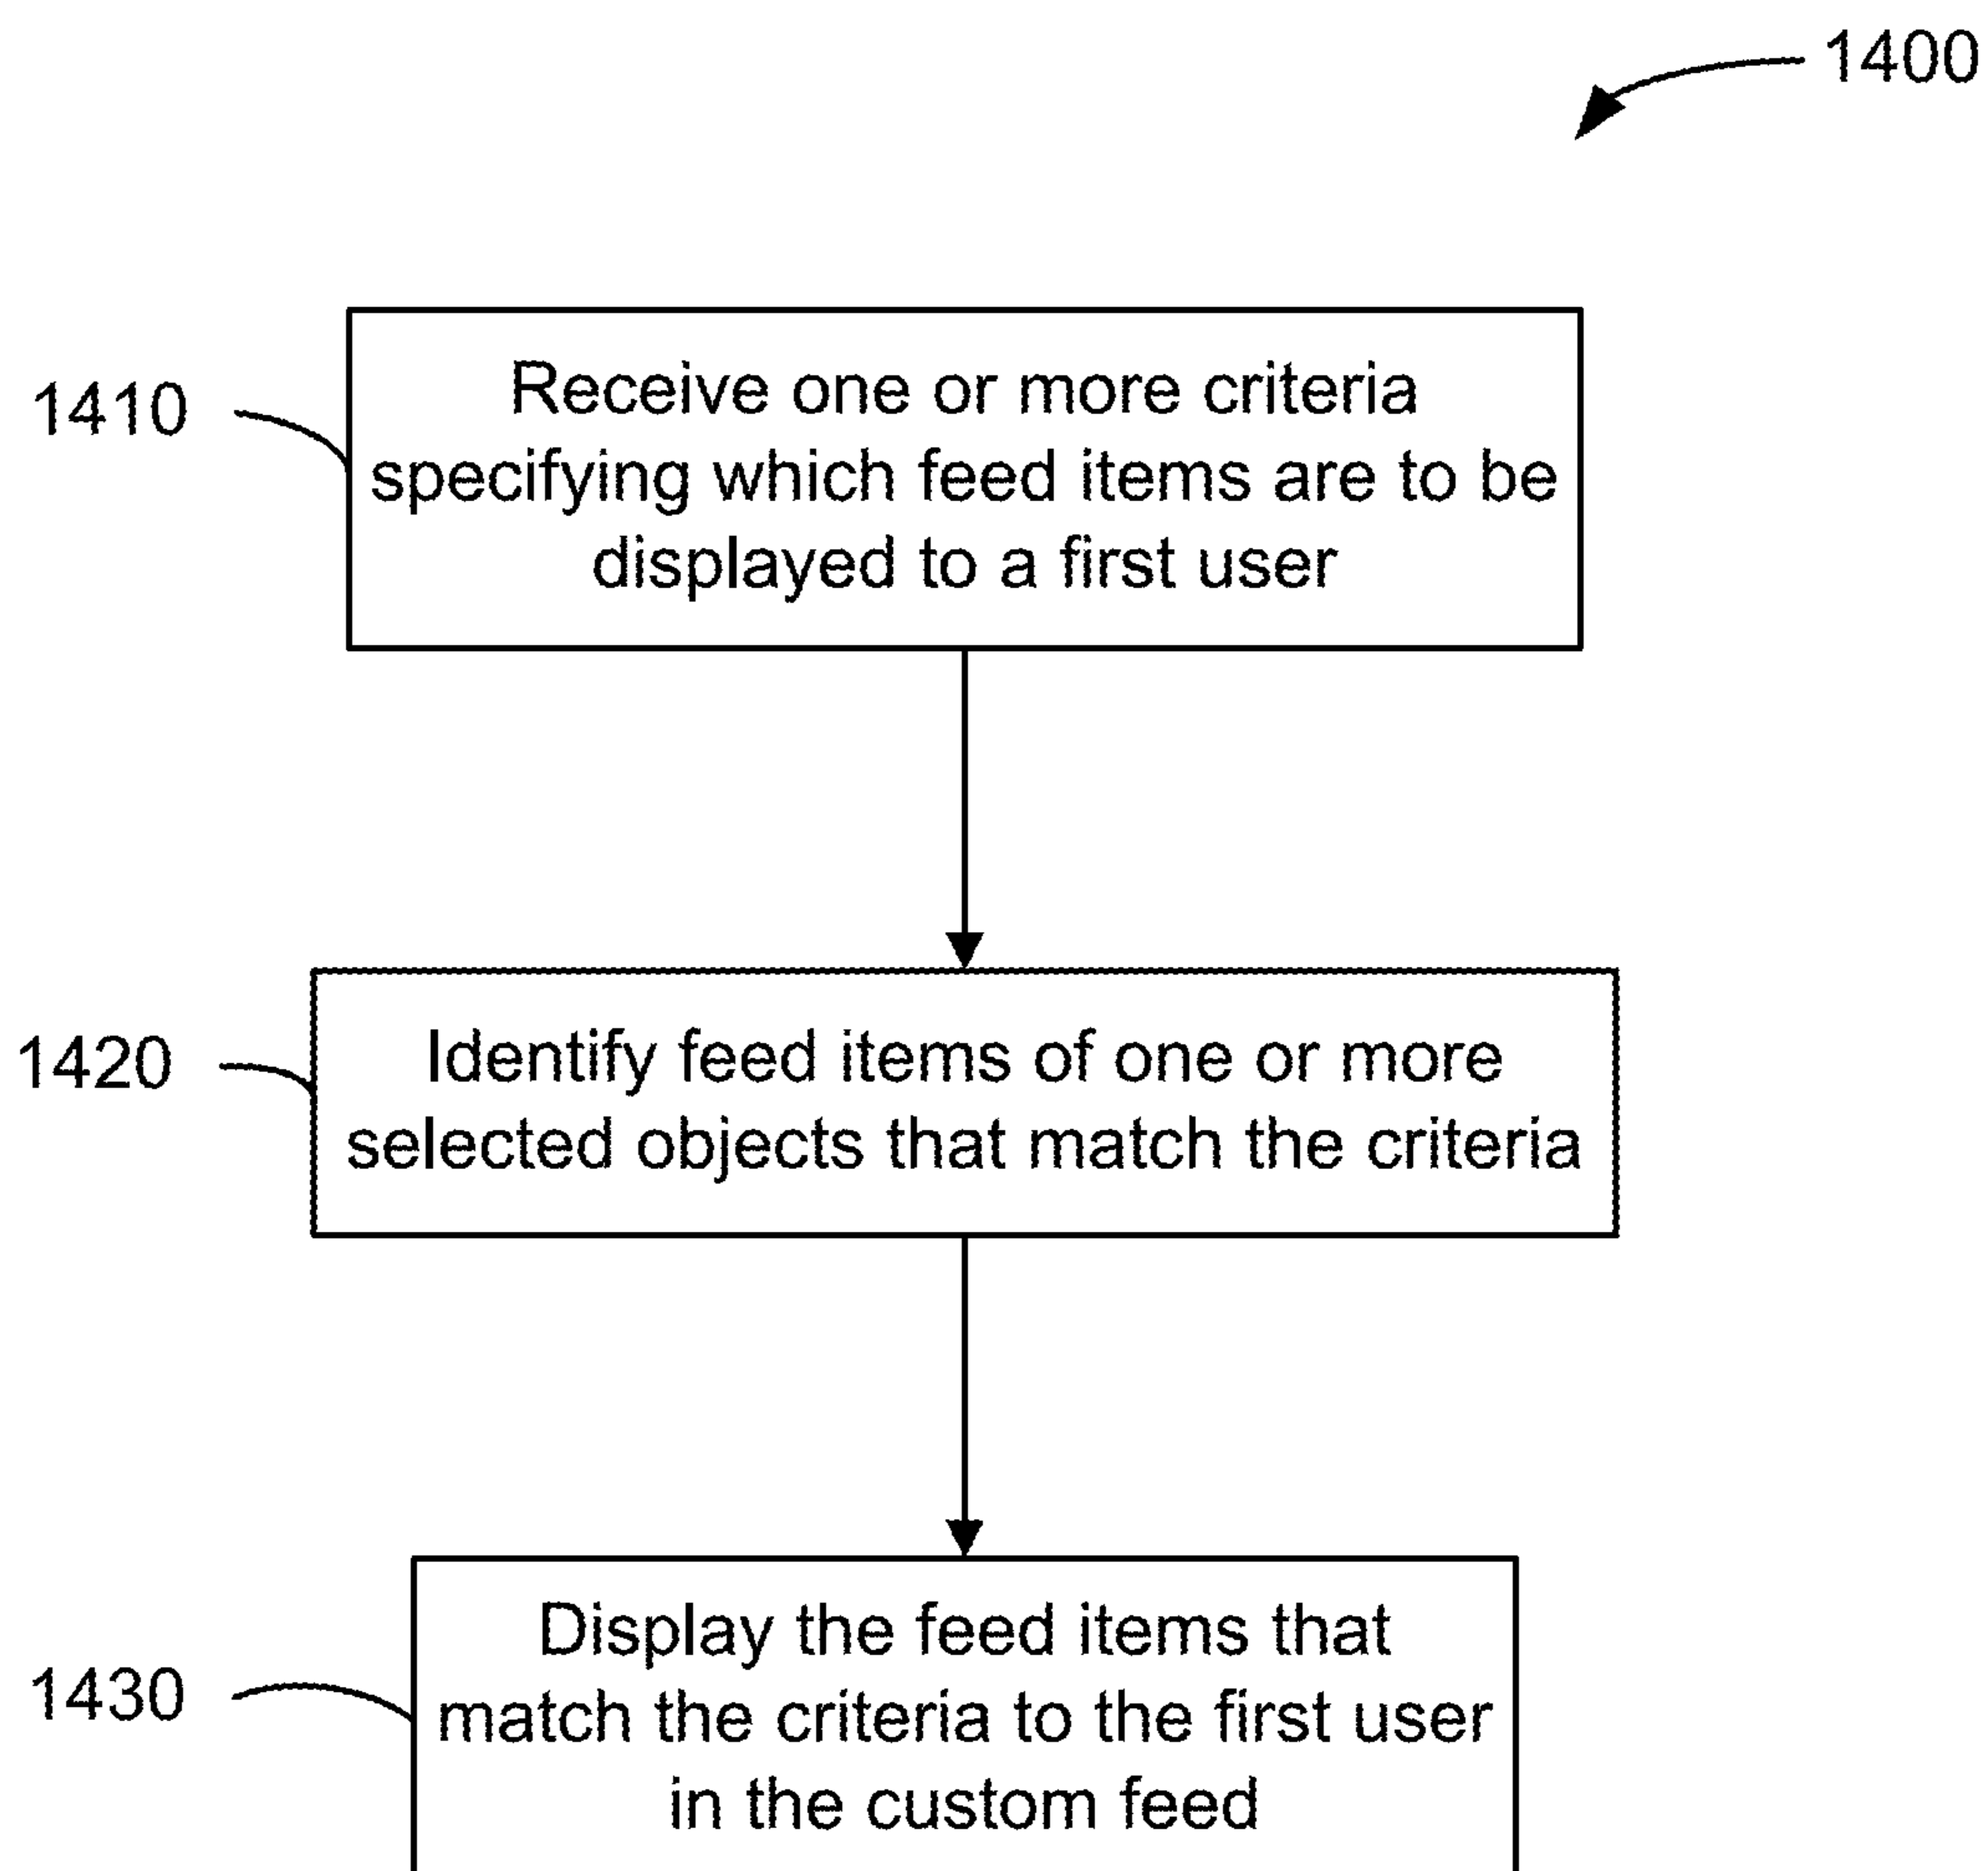 1400
1410
Receive one or more criteria
specifying which feed items are to be
displayed to a first user
1420
Identify feed items of one or more
selected objects that match the criteria
1430
Display the feed items that
match the criteria to the first user
in the custom feed